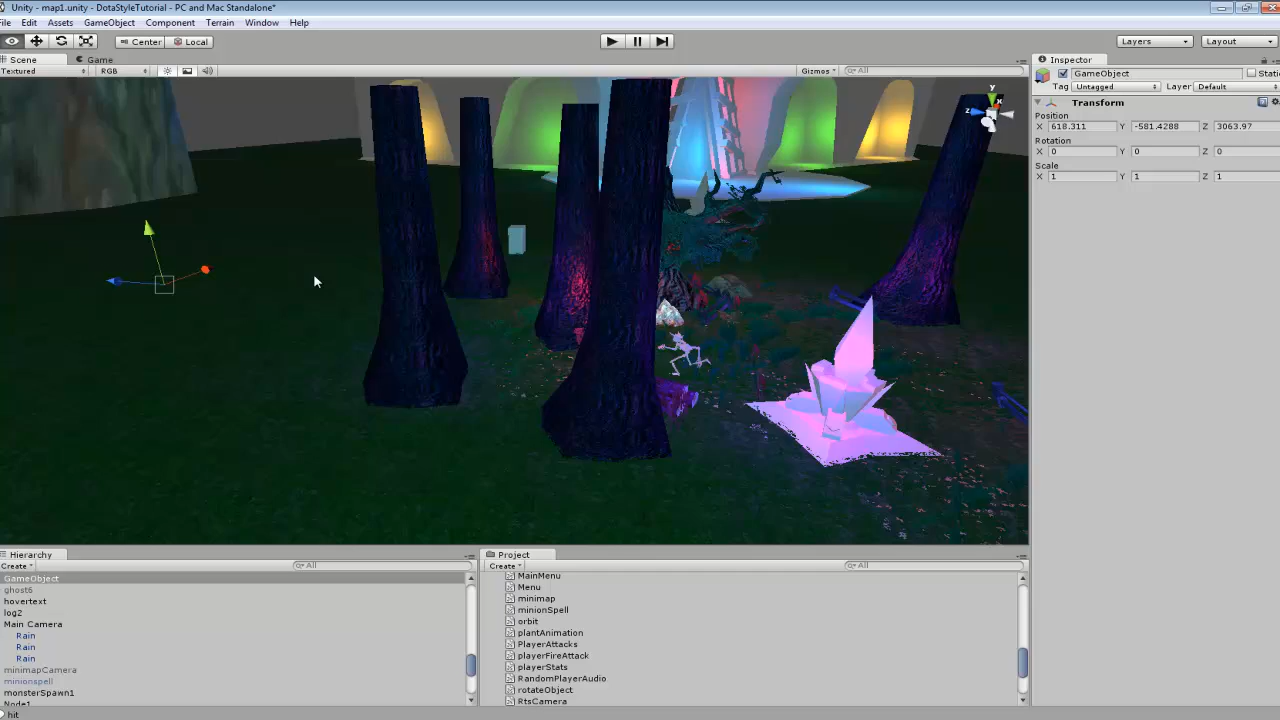 Unity - map1.unity - DotaStyleTutorial - PC and Mac Standalone*
File Edit Assets GameObject Component Terrain Window Help
Center Local Layers Layout
Scene Game Inspector
Textured RGB Gizmos All
GameObject Static
Tag Untagged Layer Default
Transform
Position
X 618.311 Y -581.4288 Z 3063.97
Rotation
X 0 Y 0 Z 0
Scale
X 1 Y 1 Z 1
y
x
z
Hierarchy
Create All
GameObject
ghost6
hovertext
log2
Main Camera
Rain
Rain
Rain
minimapCamera
minionspell
monsterSpawn1
Node1
Project
Create All
MainMenu
Menu
minimap
minionSpell
orbit
plantAnimation
PlayerAttacks
playerFireAttack
playerStats
RandomPlayerAudio
rotateObject
RtsCamera
hit